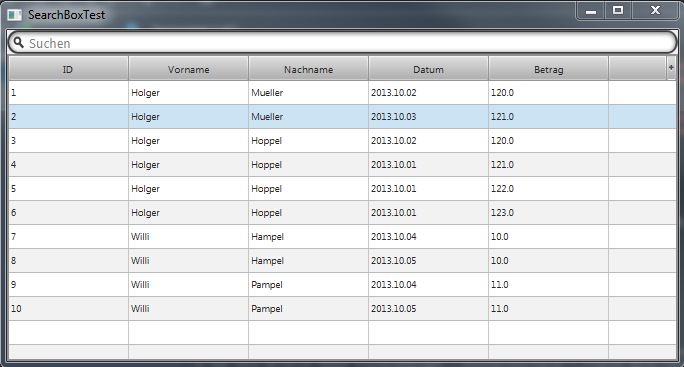 SearchBoxTest
Suchen
ID Vorname Nachname Datum Betrag +
1 Holger Mueller 2013.10.02 120.0
2 Holger Mueller 2013.10.03 121.0
3 Holger Hoppel 2013.10.02 120.0
4 Holger Hoppel 2013.10.01 121.0
5 Holger Hoppel 2013.10.01 122.0
6 Holger Hoppel 2013.10.01 123.0
7 Willi Hampel 2013.10.04 10.0
8 Willi Hampel 2013.10.05 10.0
9 Willi Pampel 2013.10.04 11.0
10 Willi Pampel 2013.10.05 11.0